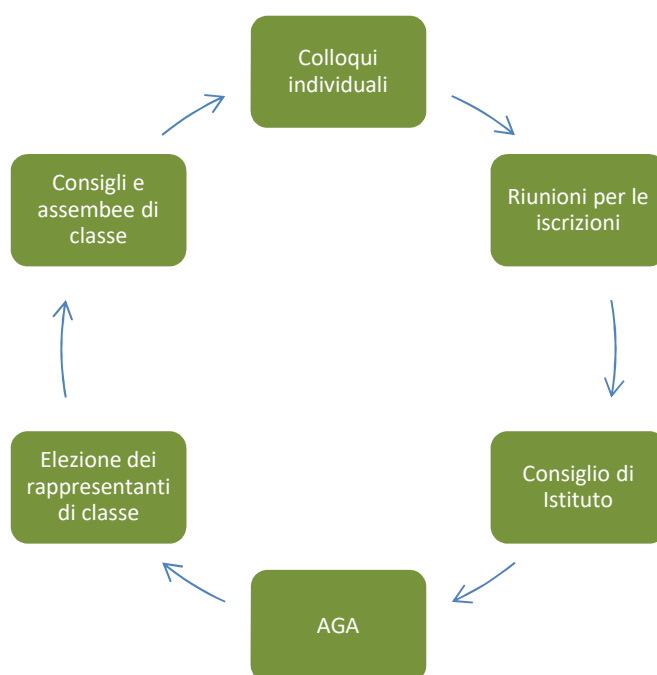 Colloqui
individuali
Riunioni per le
iscrizioni
Consiglio di
Istituto
AGA
Elezione dei
rappresentanti
di classe
Consigli e
assembee di
classe